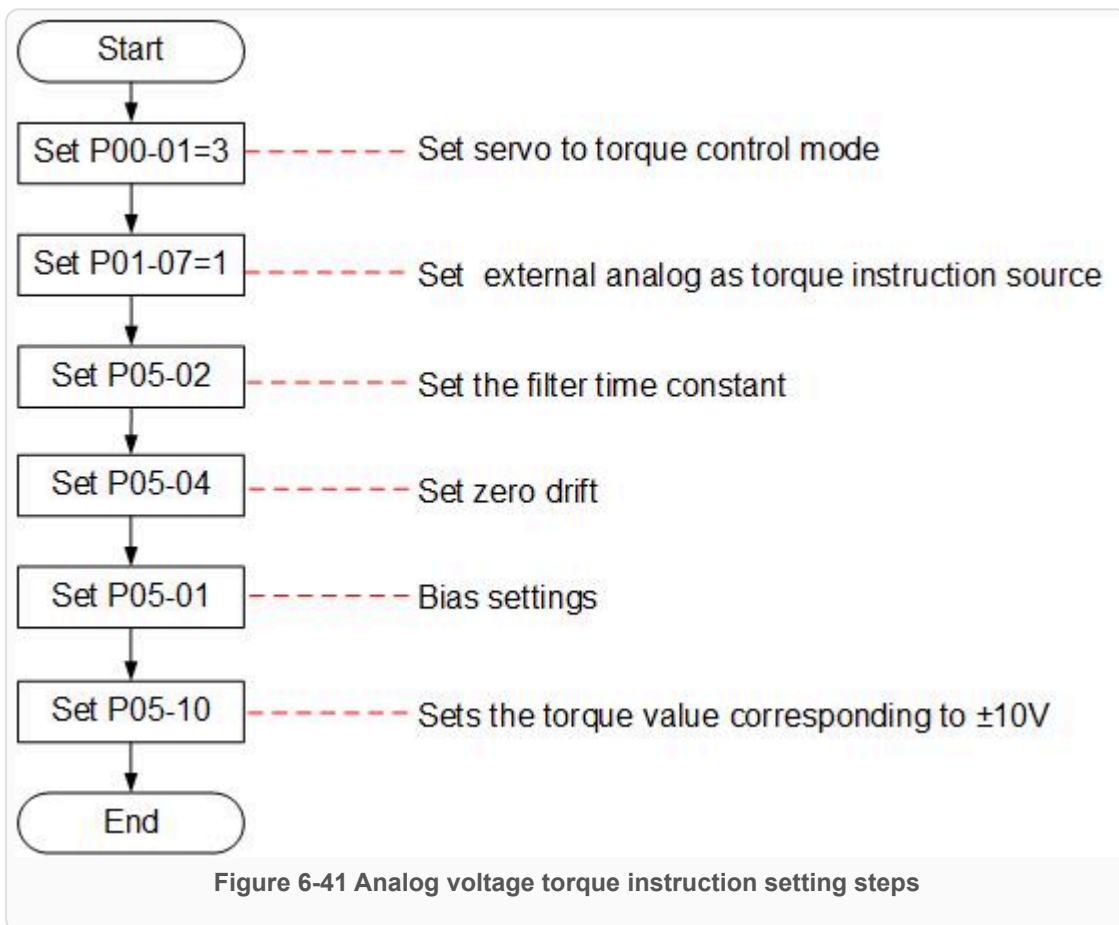 Start
Set P00-01=3
Set servo to torque control mode
Set P01-07=1
Set external analog as torque instruction source
Set P05-02
Set the filter time constant
Set P05-04
Set zero drift
Set P05-01
Bias settings
Set P05-10
Sets the torque value corresponding to ±10V
End
Figure 6-41 Analog voltage torque instruction setting steps